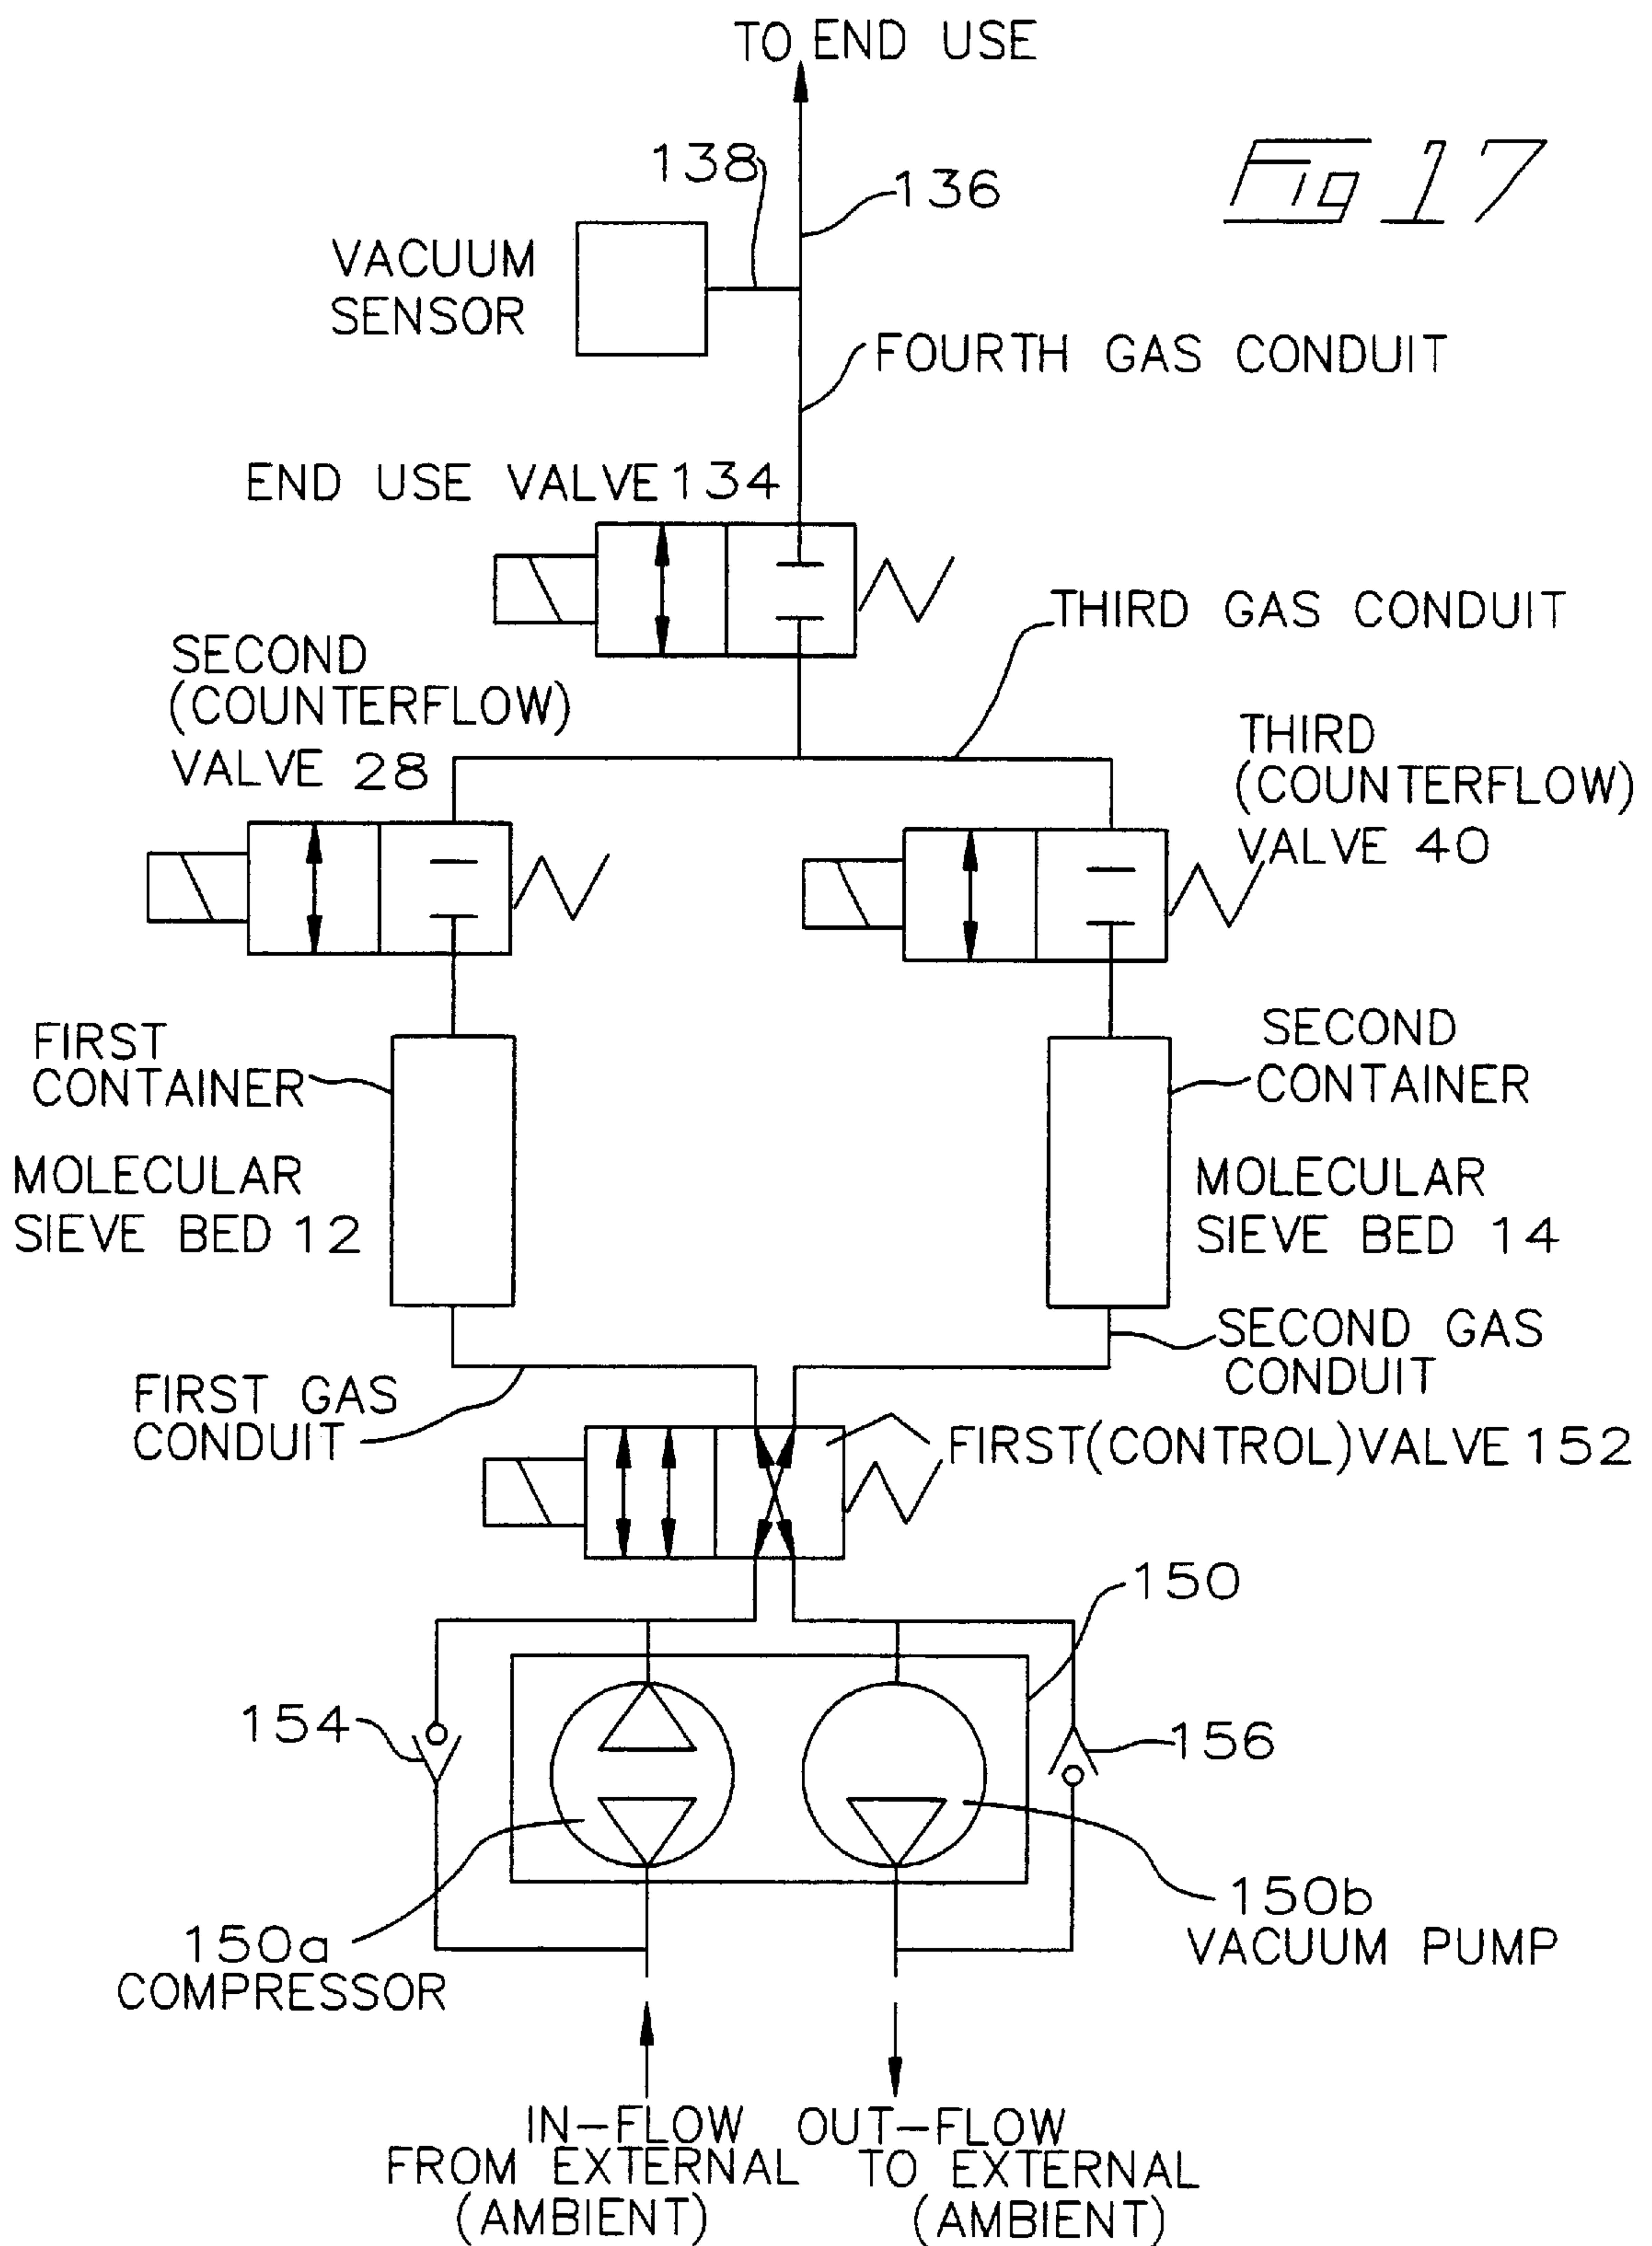 TO END USE
Fig 17
138
136
VACUUM
SENSOR
FOURTH GAS CONDUIT
END USE VALVE 134
THIRD GAS CONDUIT
SECOND
(COUNTERFLOW)
VALVE 28
THIRD
(COUNTERFLOW)
VALVE 40
FIRST
CONTAINER
SECOND
CONTAINER
MOLECULAR
SIEVE BED 12
MOLECULAR
SIEVE BED 14
SECOND GAS
CONDUIT
FIRST GAS
CONDUIT
FIRST(CONTROL)VALVE 152
150
154
156
150a
COMPRESSOR
150b
VACUUM PUMP
IN-FLOW
FROM EXTERNAL
(AMBIENT)
OUT-FLOW
TO EXTERNAL
(AMBIENT)